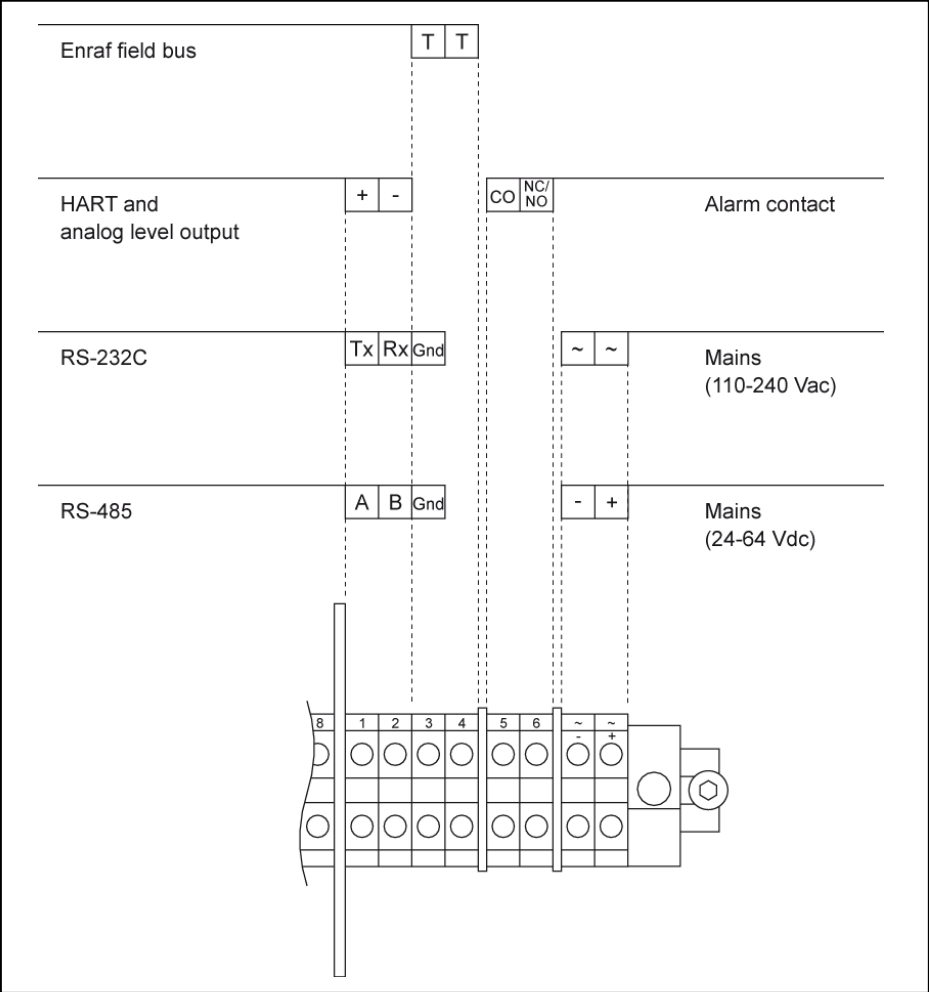 Enraf field bus
T T
HART and
analog level output
+ -
CO NC/
NO
Alarm contact
RS-232C
Tx Rx Gnd
~ ~
Mains
(110-240 Vac)
RS-485
A B Gnd
- +
Mains
(24-64 Vdc)
8 1 2 3 4 5 6 ~ ~
- +